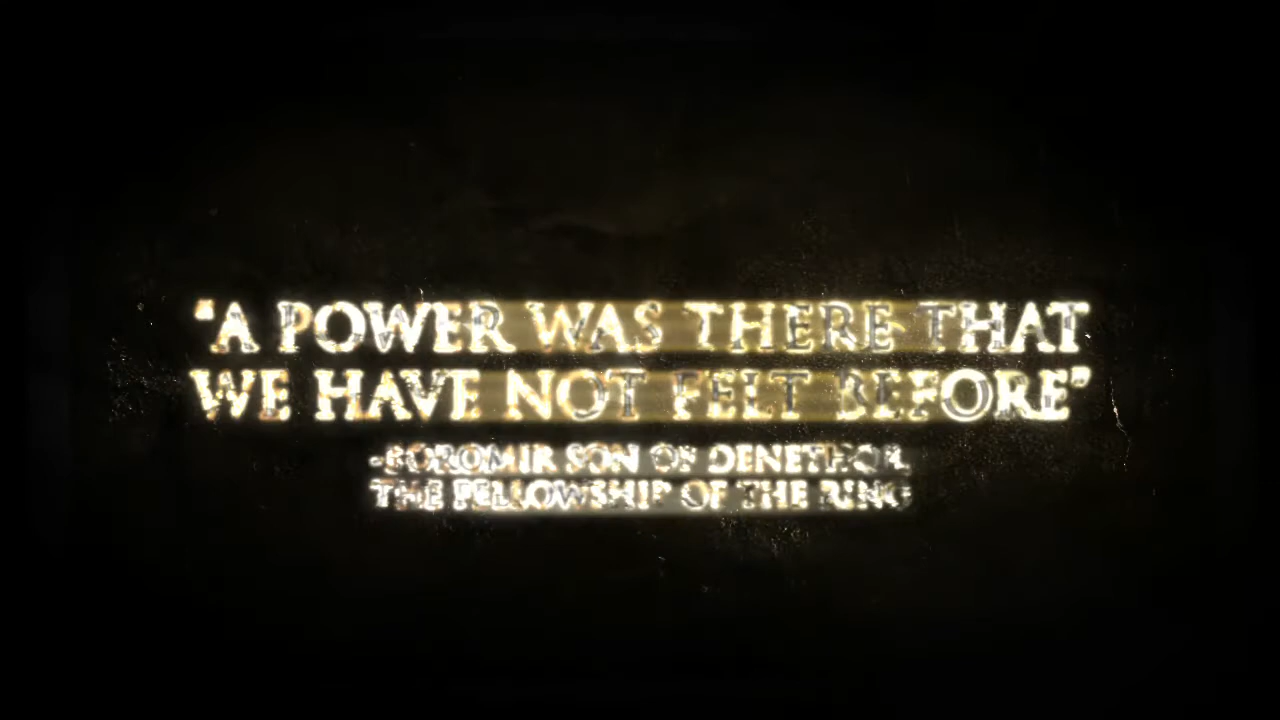 "A POWER WAS THERE THAT
WE HAVE NOT FELT BEFORE"
-BOROMIR SON OF DENETHOR,
THE FELLOWSHIP OF THE RING